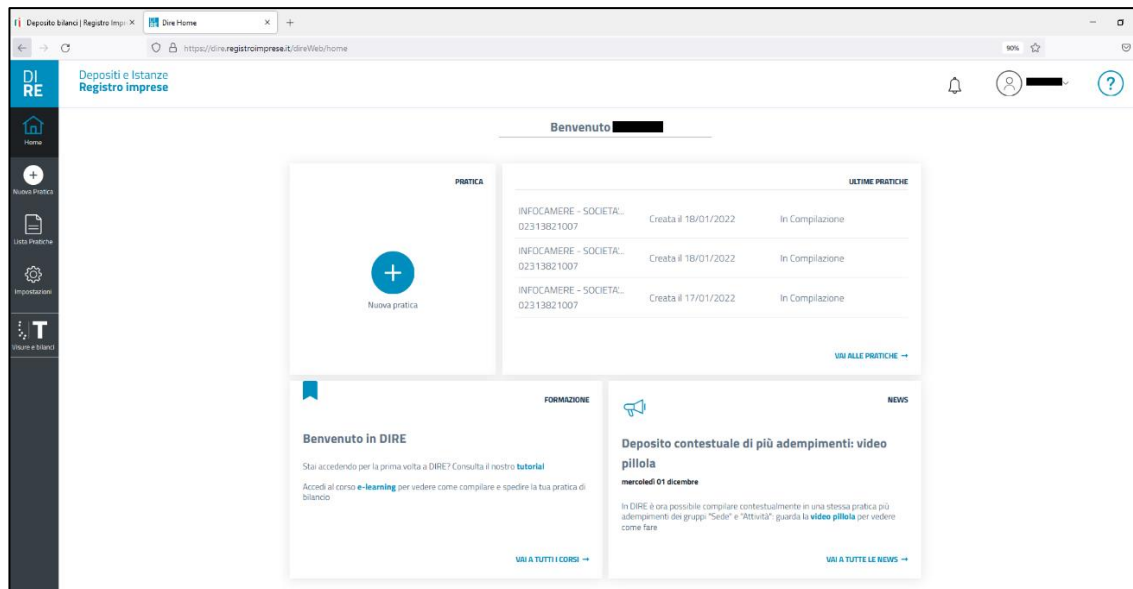 Deposito bilanci | Registro Impr
Dire Home
https://dire.registroimprese.it/direWeb/home
90%
DI
RE
Depositi e Istanze
Registro imprese
?
Home
Nuova Pratica
Lista Pratiche
Impostazioni
T
Visure e bilanci
Benvenuto
PRATICA
Nuova pratica
ULTIME PRATICHE
INFOCAMERE - SOCIETA'...
02313821007
Creata il 18/01/2022
In Compilazione
INFOCAMERE - SOCIETA'...
02313821007
Creata il 18/01/2022
In Compilazione
INFOCAMERE - SOCIETA'...
02313821007
Creata il 17/01/2022
In Compilazione
VAI ALLE PRATICHE →
FORMAZIONE
Benvenuto in DIRE
Stai accedendo per la prima volta a DIRE? Consulta il nostro tutorial
Accedi al corso e-learning per vedere come compilare e spedire la tua pratica di
bilancio
VAI A TUTTI I CORSI →
NEWS
Deposito contestuale di più adempimenti: video
pillola
mercoledì 01 dicembre
In DIRE è ora possibile compilare contestualmente in una stessa pratica più
adempimenti dei gruppi "Sede" e "Attività": guarda la video pillola per vedere
come fare
VAI A TUTTE LE NEWS →